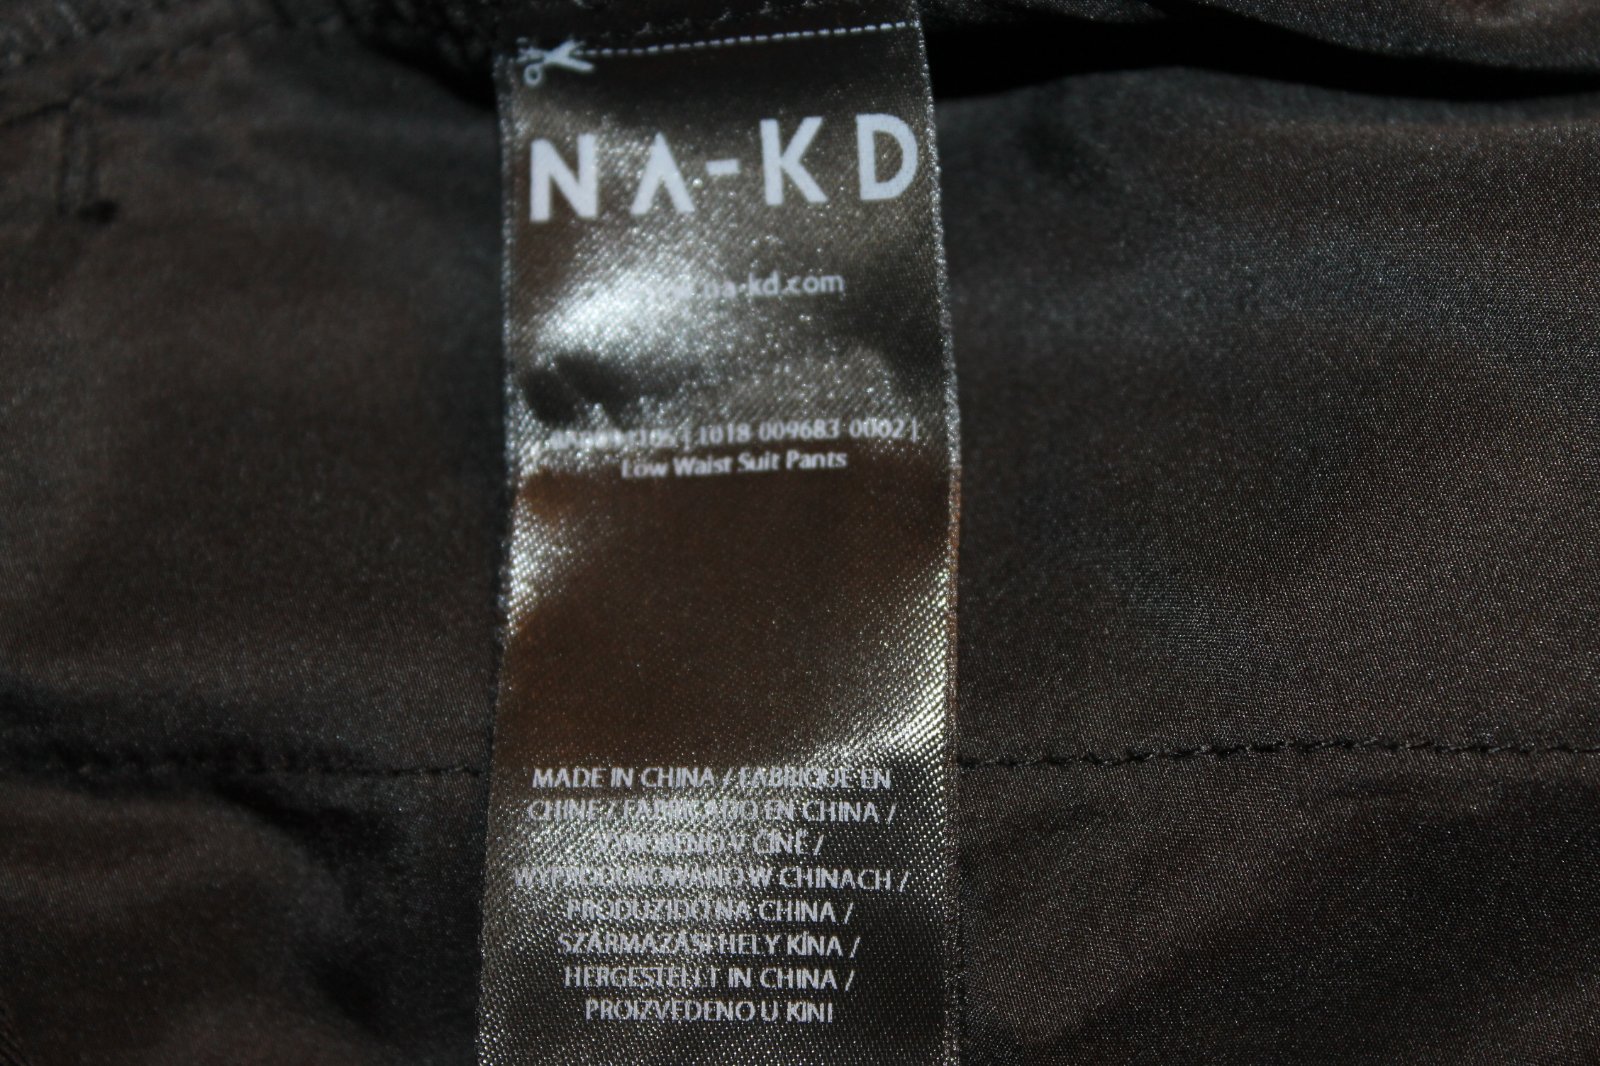 NA-KD
na-kd.com
| 1018-009683-0002 |
Low Waist Suit Pants
MADE IN CHINA / FABRIQUE EN
CHINE / FABRICADO EN CHINA /
VYROBENO V ČÍNĚ /
WYPRODUKOWANO W CHINACH /
PRODUZIDO NA CHINA /
SZÁRMAZÁSI HELY KÍNA /
HERGESTELLT IN CHINA /
PROIZVEDENO U KINI